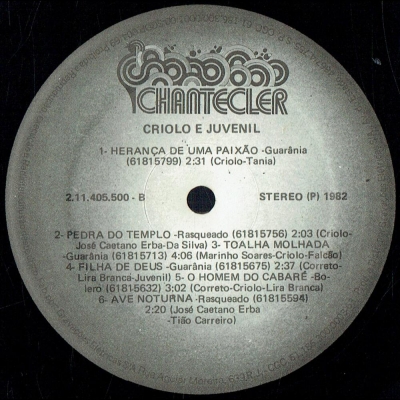 CHANTECLER
CRIOLO E JUVENIL
1- HERANÇA DE UMA PAIXÃO -Guarânia
(61815799) 2:31 (Criolo-Tania)
2.11.405.500 - B
STEREO (P) 1982
2- PEDRA DO TEMPLO -Rasqueado (61815756) 2:03 (Criolo-
José Caetano Erba-Da Silva) 3- TOALHA MOLHADA
-Guarânia (61815713) 4:06 (Marinho Soares-Criolo-Falcão)
4- FILHA DE DEUS -Guarânia (61815675) 2:37 (Correto-
Lira Branca-Juvenil) 5- O HOMEM DO CABARÉ -Bo-
lero (61815632) 3:02 (Correto-Criolo-Lira Branca)
6- AVE NOTURNA -Rasqueado (61815594)
2:20 (José Caetano Erba
-Tião Carreiro)